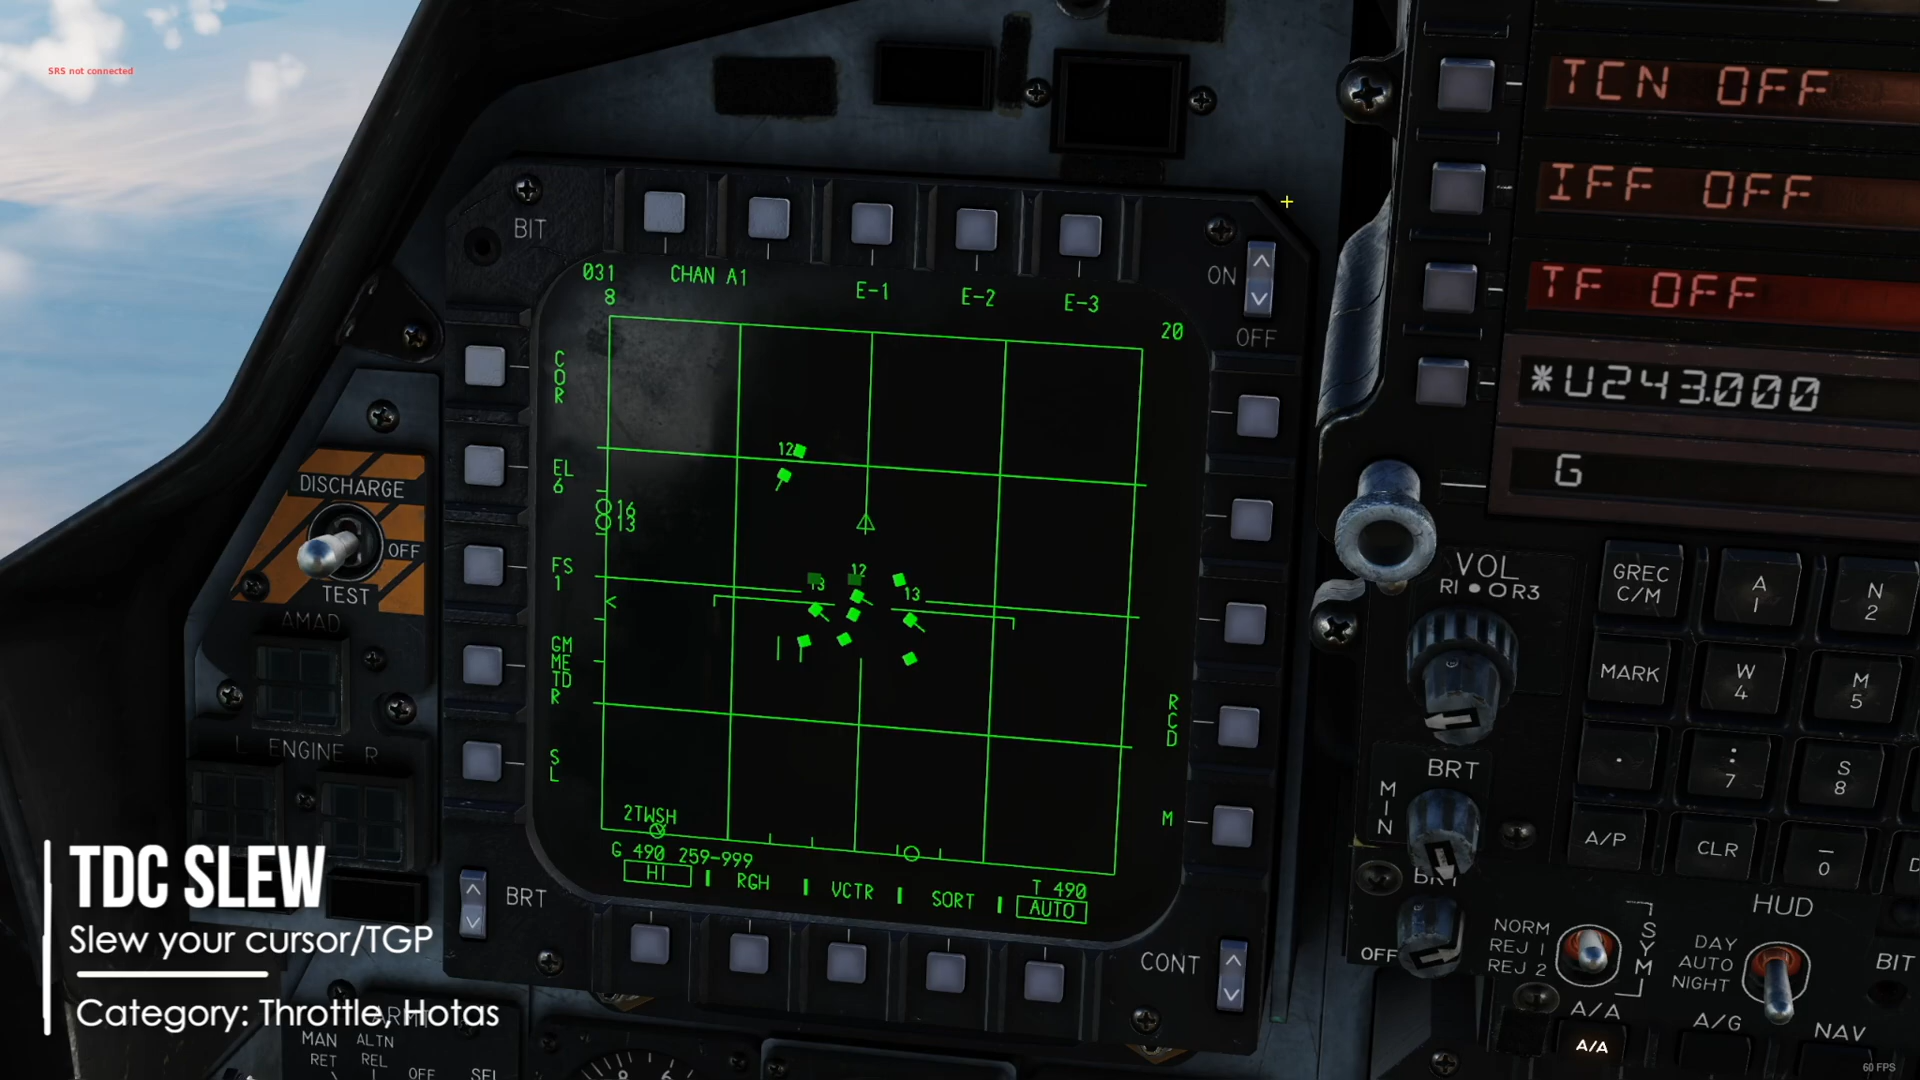 SRS not connected
BIT
031
CHAN A1
8
E-1
E-2
E-3
20
ON
OFF
COR
EL
6
16
13
FS
1
GM
ME
TD
R
SL
12
12
13
13
RCD
M
2TWSH
G 490 259-999
HI
RGH
VCTR
SORT
T 490
AUTO
BRT
CONT
DISCHARGE
OFF
TEST
AMAD
L ENGINE R
TCN OFF
IFF OFF
TF OFF
*U243.000
G
VOL
R1 R3
GREC
C/M
A
1
N
2
MARK
W
4
M
5
.
:
7
S
8
A/P
CLR
–
0
BRT
MIN
BRT
OFF
NORM
REJ 1
REJ 2
SYM
HUD
DAY
AUTO
NIGHT
BIT
A/A
A/A
A/G
NAV
MAN
RET
ALTN
REL
OFF
SEL
TDC SLEW
Slew your cursor/TGP
Category: Throttle, Hotas
60 FPS